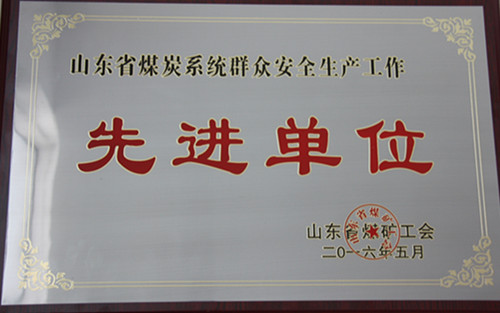 山东省煤炭系统群众安全生产工作
先进单位
山东省煤矿工会
二〇一六年五月